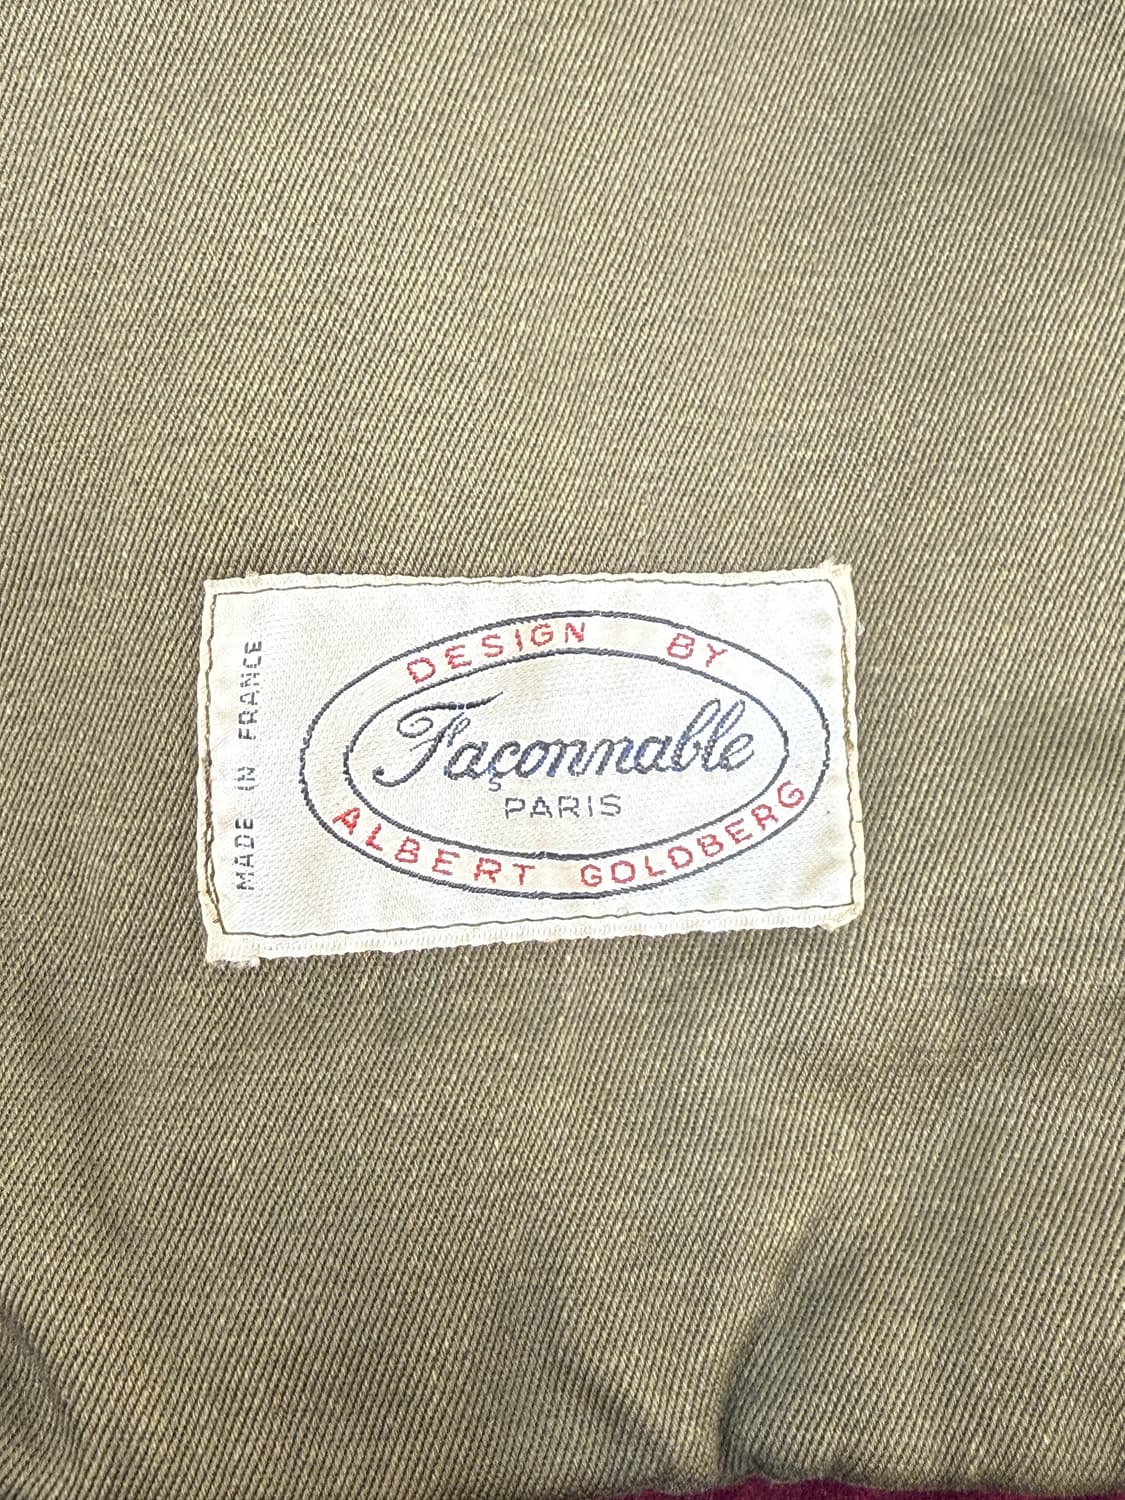 MADE IN FRANCE
DESIGN BY
Façonnable
PARIS
ALBERT GOLDBERG